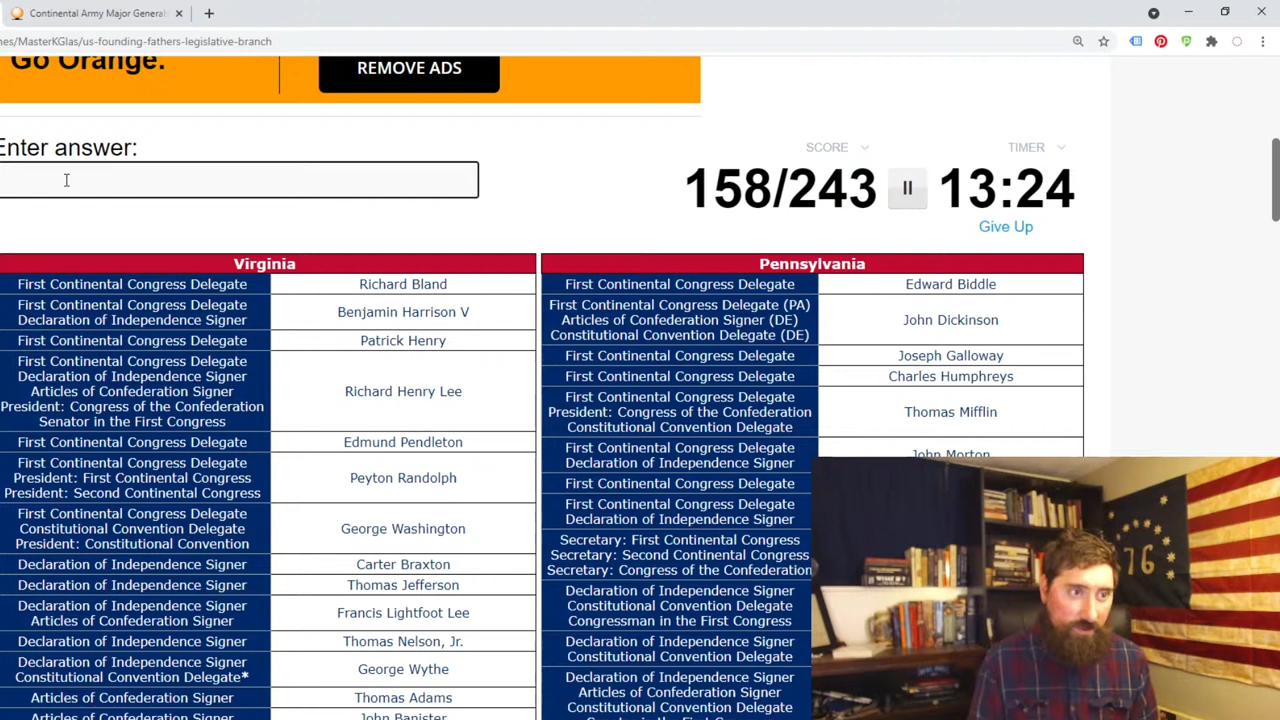 Continental Army Major General
nes/MasterKGlas/us-founding-fathers-legislative-branch
Go Orange.
REMOVE ADS
Enter answer:
SCORE
TIMER
158/243
13:24
Give Up
Virginia
First Continental Congress Delegate
Richard Bland
First Continental Congress Delegate
Declaration of Independence Signer
Benjamin Harrison V
First Continental Congress Delegate
Patrick Henry
First Continental Congress Delegate
Declaration of Independence Signer
Articles of Confederation Signer
President: Congress of the Confederation
Senator in the First Congress
Richard Henry Lee
First Continental Congress Delegate
Edmund Pendleton
First Continental Congress Delegate
President: First Continental Congress
President: Second Continental Congress
Peyton Randolph
First Continental Congress Delegate
Constitutional Convention Delegate
President: Constitutional Convention
George Washington
Declaration of Independence Signer
Carter Braxton
Declaration of Independence Signer
Thomas Jefferson
Declaration of Independence Signer
Articles of Confederation Signer
Francis Lightfoot Lee
Declaration of Independence Signer
Thomas Nelson, Jr.
Declaration of Independence Signer
Constitutional Convention Delegate*
George Wythe
Articles of Confederation Signer
Thomas Adams
Articles of Confederation Signer
John Banister
Pennsylvania
First Continental Congress Delegate
Edward Biddle
First Continental Congress Delegate (PA)
Articles of Confederation Signer (DE)
Constitutional Convention Delegate (DE)
John Dickinson
First Continental Congress Delegate
Joseph Galloway
First Continental Congress Delegate
Charles Humphreys
First Continental Congress Delegate
President: Congress of the Confederation
Constitutional Convention Delegate
Thomas Mifflin
First Continental Congress Delegate
Declaration of Independence Signer
John Morton
First Continental Congress Delegate
First Continental Congress Delegate
Declaration of Independence Signer
Secretary: First Continental Congress
Secretary: Second Continental Congress
Secretary: Congress of the Confederation
Declaration of Independence Signer
Constitutional Convention Delegate
Congressman in the First Congress
Declaration of Independence Signer
Constitutional Convention Delegate
Declaration of Independence Signer
Articles of Confederation Signer
Constitutional Convention Delegate
76